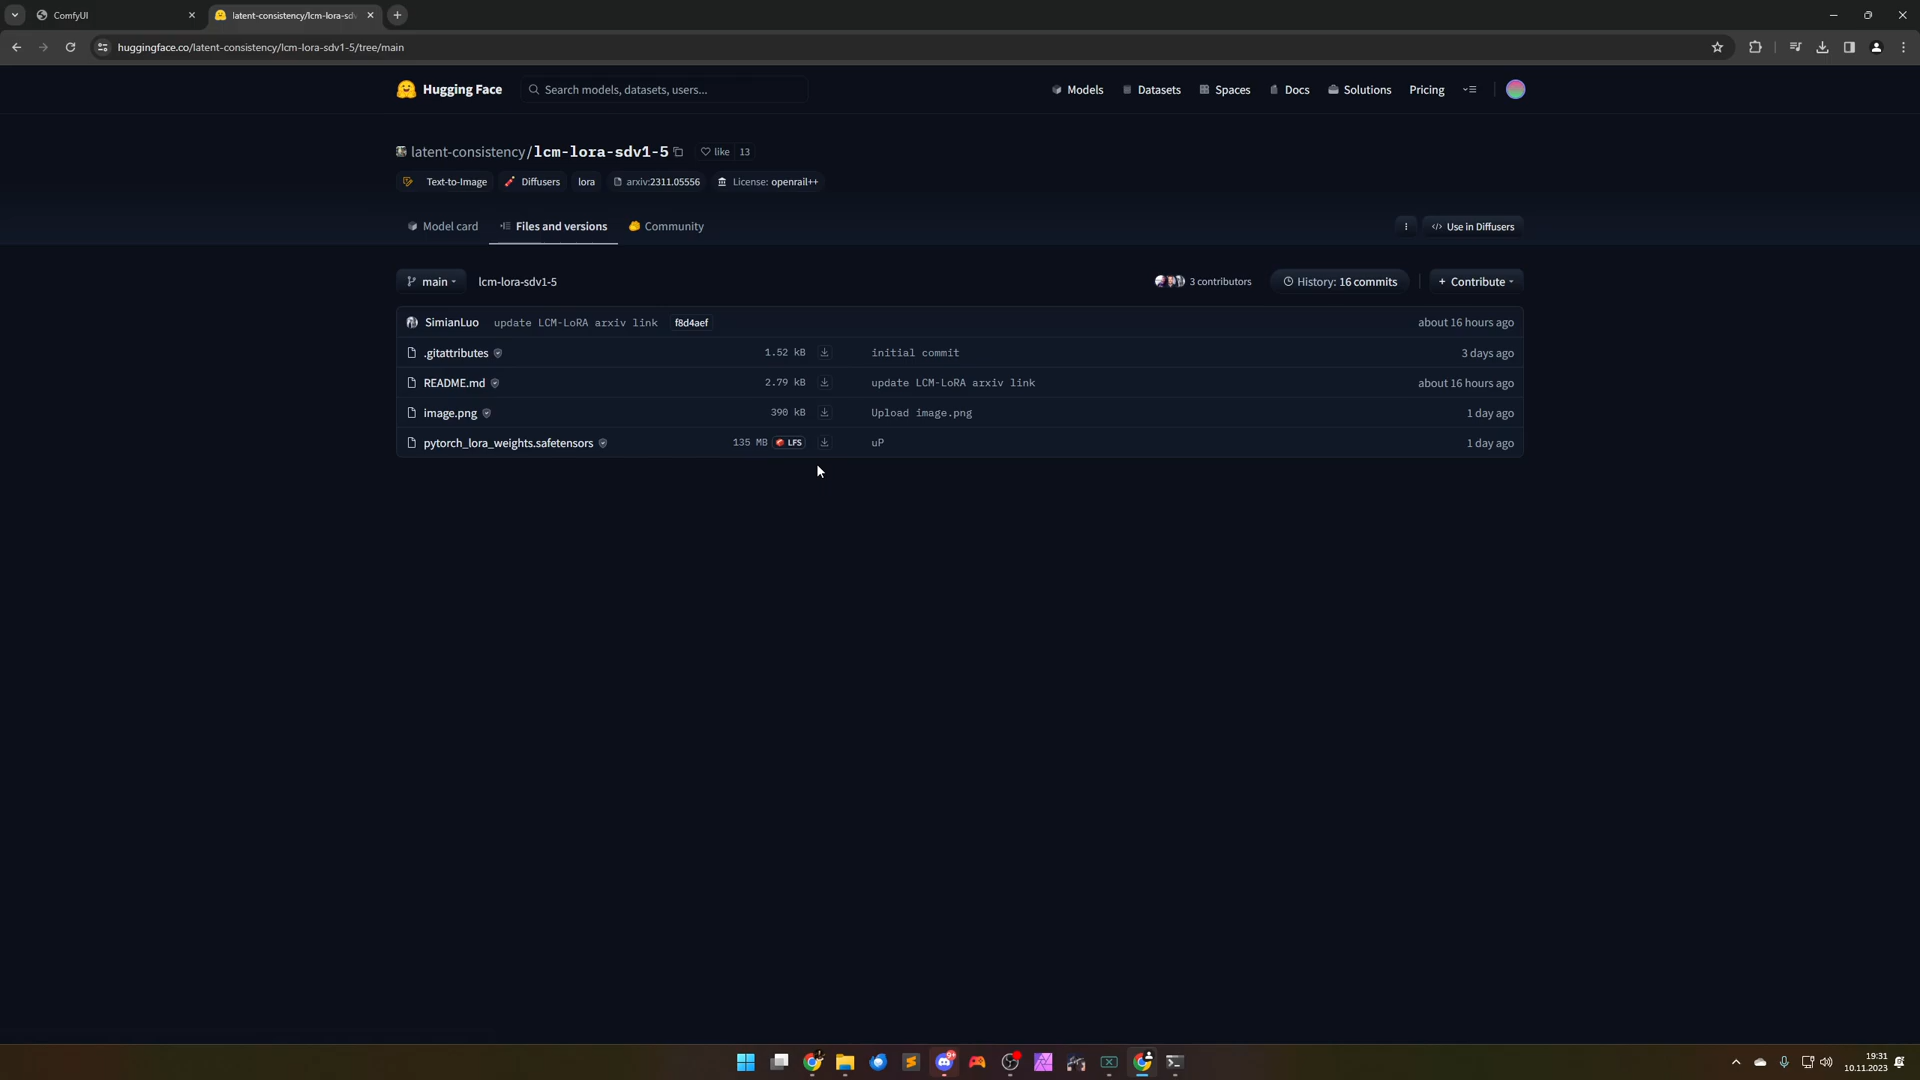 ComfyUI
latent-consistency/lcm-lora-sdv
huggingface.co/latent-consistency/lcm-lora-sdv1-5/tree/main
Hugging Face
Search models, datasets, users...
Models
Datasets
Spaces
Docs
Solutions
Pricing
latent-consistency/lcm-lora-sdv1-5
like 13
Text-to-Image
Diffusers
lora
arxiv:2311.05556
License: openrail++
Model card
Files and versions
Community
</> Use in Diffusers
main
lcm-lora-sdv1-5
3 contributors
History: 16 commits
+ Contribute
SimianLuo update LCM-LoRA arxiv link f8d4aef about 16 hours ago
.gitattributes 1.52 kB initial commit 3 days ago
README.md 2.79 kB update LCM-LoRA arxiv link about 16 hours ago
image.png 390 kB Upload image.png 1 day ago
pytorch_lora_weights.safetensors 135 MB LFS uP 1 day ago
19:31
10.11.2023